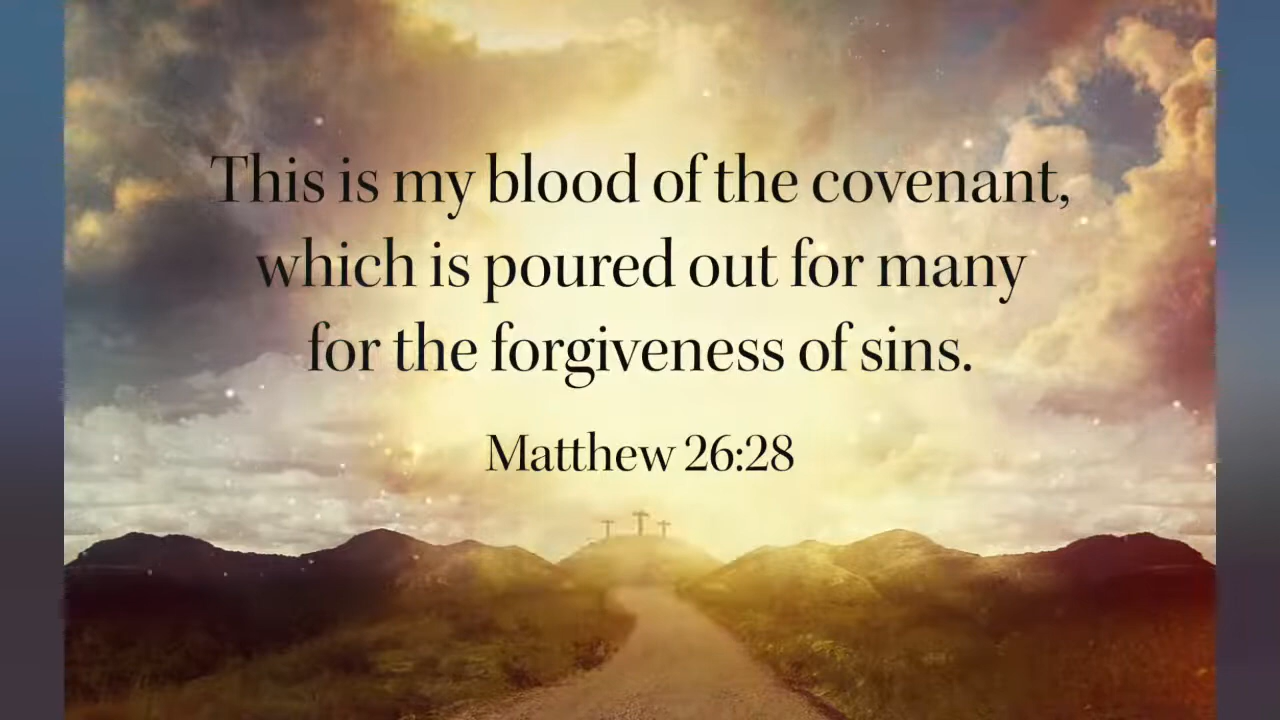 This is my blood of the covenant,
which is poured out for many
for the forgiveness of sins.
Matthew 26:28